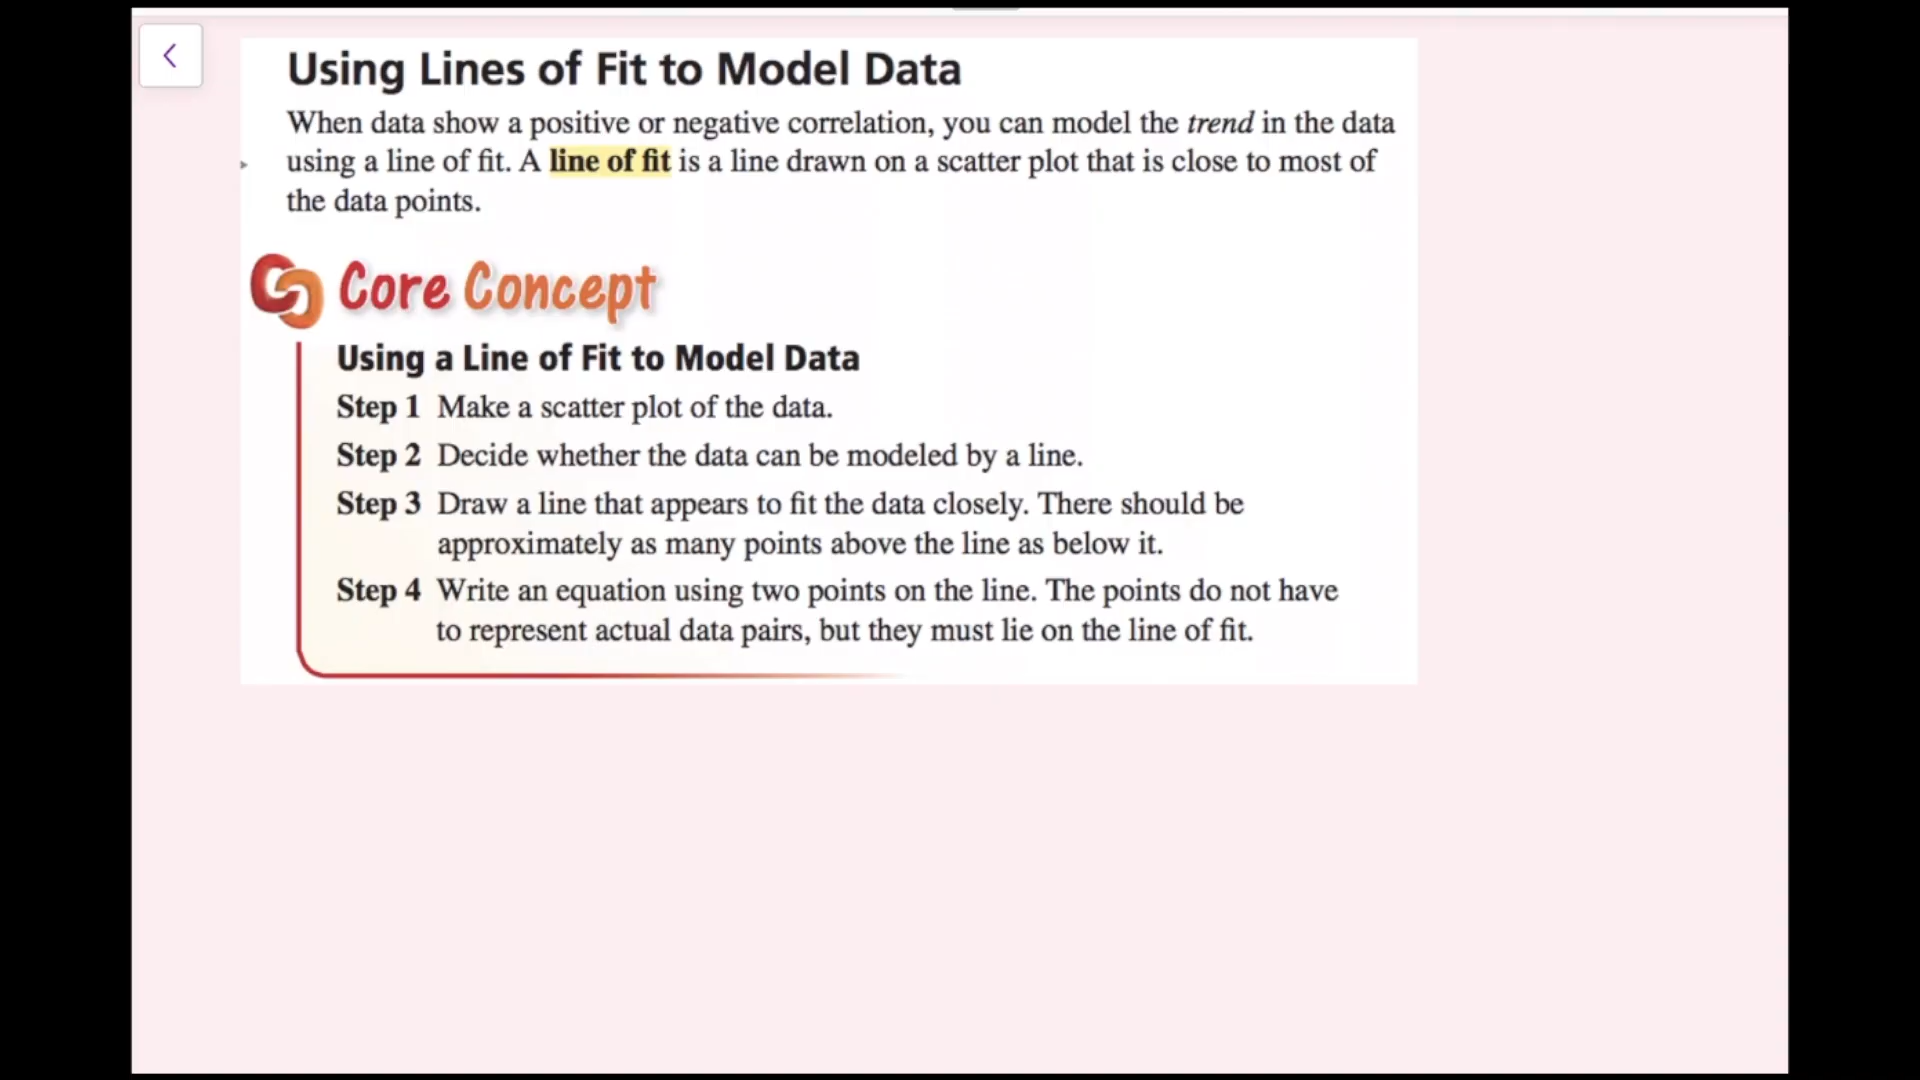 Using Lines of Fit to Model Data
When data show a positive or negative correlation, you can model the trend in the data
using a line of fit. A line of fit is a line drawn on a scatter plot that is close to most of
the data points.
Core Concept
Using a Line of Fit to Model Data
Step 1 Make a scatter plot of the data.
Step 2 Decide whether the data can be modeled by a line.
Step 3 Draw a line that appears to fit the data closely. There should be
approximately as many points above the line as below it.
Step 4 Write an equation using two points on the line. The points do not have
to represent actual data pairs, but they must lie on the line of fit.